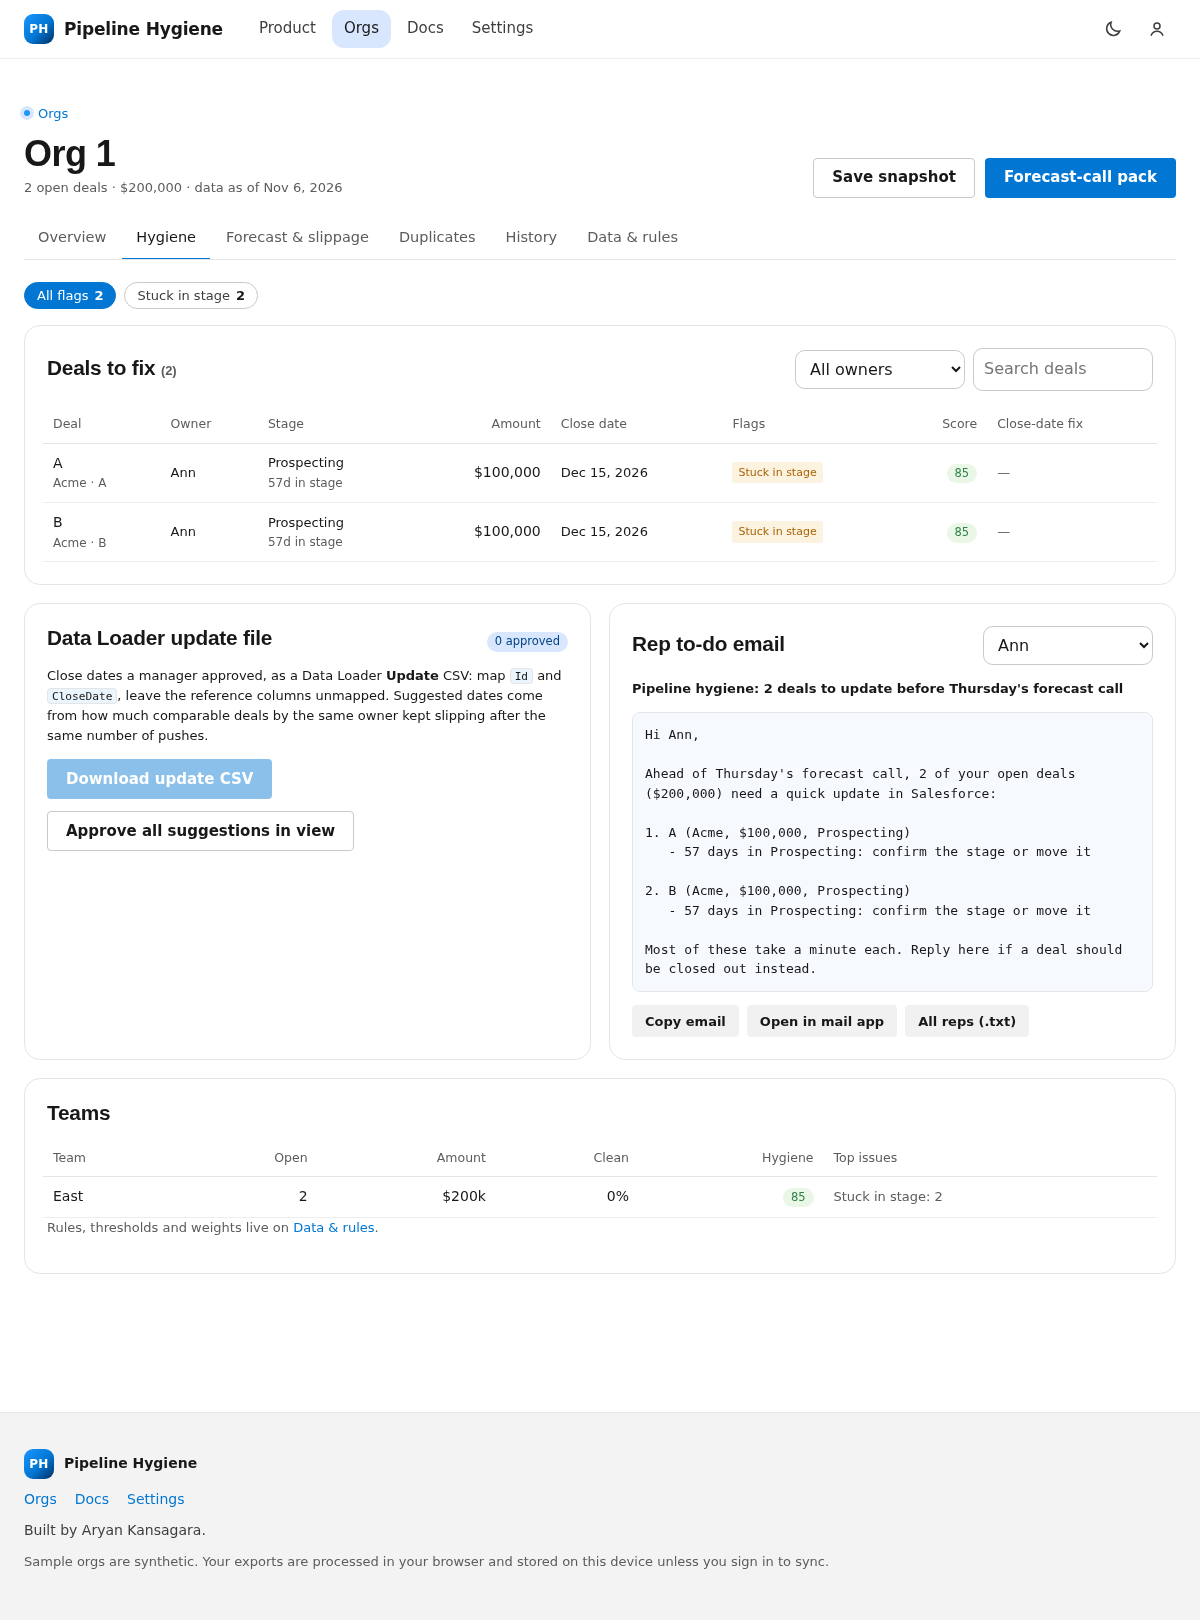 PH Pipeline Hygiene Product Orgs Docs Settings
Orgs
Org 1
2 open deals · $200,000 · data as of Nov 6, 2026
Save snapshot Forecast-call pack
Overview Hygiene Forecast & slippage Duplicates History Data & rules
All flags 2 Stuck in stage 2
Deals to fix (2) All owners Search deals
Deal Owner Stage Amount Close date Flags Score Close-date fix
A
Acme · A
Ann
Prospecting
57d in stage
$100,000 Dec 15, 2026 Stuck in stage 85 —
B
Acme · B
Ann
Prospecting
57d in stage
$100,000 Dec 15, 2026 Stuck in stage 85 —
Data Loader update file 0 approved
Close dates a manager approved, as a Data Loader Update CSV: map Id and
CloseDate, leave the reference columns unmapped. Suggested dates come
from how much comparable deals by the same owner kept slipping after the
same number of pushes.
Download update CSV
Approve all suggestions in view
Rep to-do email Ann
Pipeline hygiene: 2 deals to update before Thursday's forecast call
Hi Ann,
Ahead of Thursday's forecast call, 2 of your open deals
($200,000) need a quick update in Salesforce:
1. A (Acme, $100,000, Prospecting)
- 57 days in Prospecting: confirm the stage or move it
2. B (Acme, $100,000, Prospecting)
- 57 days in Prospecting: confirm the stage or move it
Most of these take a minute each. Reply here if a deal should
be closed out instead.
Copy email Open in mail app All reps (.txt)
Teams
Team Open Amount Clean Hygiene Top issues
East 2 $200k 0% 85 Stuck in stage: 2
Rules, thresholds and weights live on Data & rules.
PH Pipeline Hygiene
Orgs Docs Settings
Built by Aryan Kansagara.
Sample orgs are synthetic. Your exports are processed in your browser and stored on this device unless you sign in to sync.